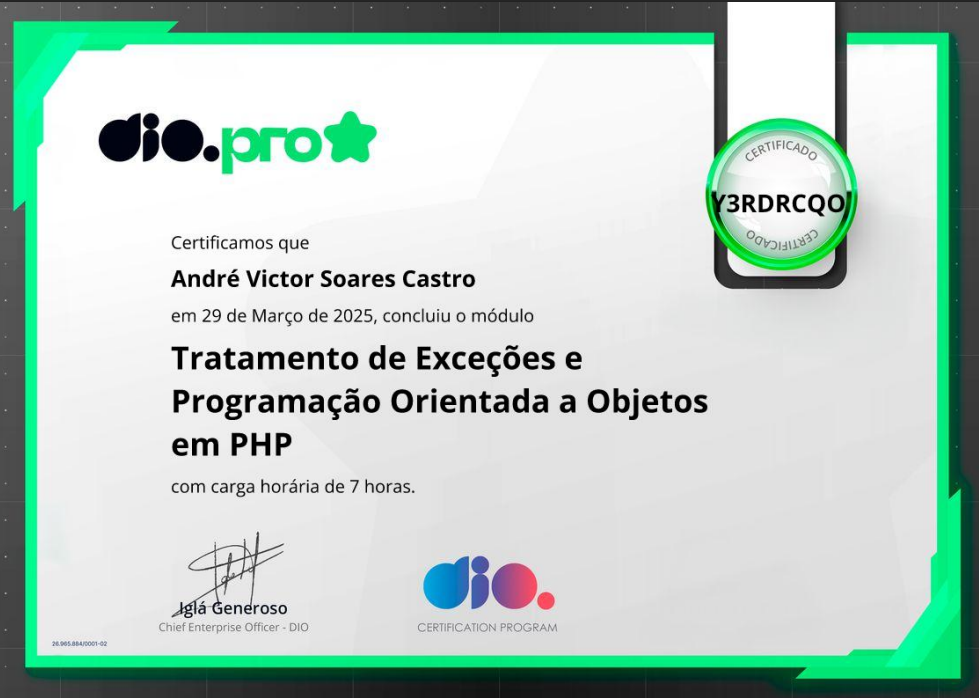 dio.pro
CERTIFICADO
Y3RDRCQO
CERTIFICADO
Certificamos que
André Victor Soares Castro
em 29 de Março de 2025, concluiu o módulo
Tratamento de Exceções e
Programação Orientada a Objetos
em PHP
com carga horária de 7 horas.
Iglá Generoso
Chief Enterprise Officer - DIO
dio.
CERTIFICATION PROGRAM
26.965.884/0001-02